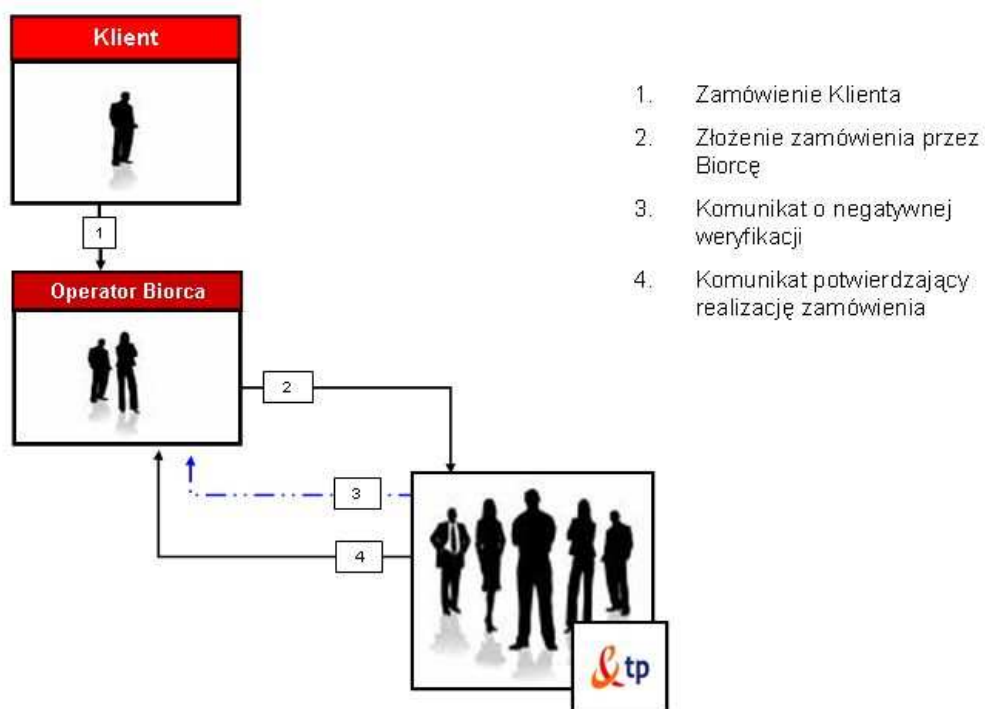 Klient
1
Operator Biorca
2
3
4
tp
1. Zamówienie Klienta
2. Złożenie zamówienia przez
Biorcę
3. Komunikat o negatywnej
weryfikacji
4. Komunikat potwierdzający
realizację zamówienia